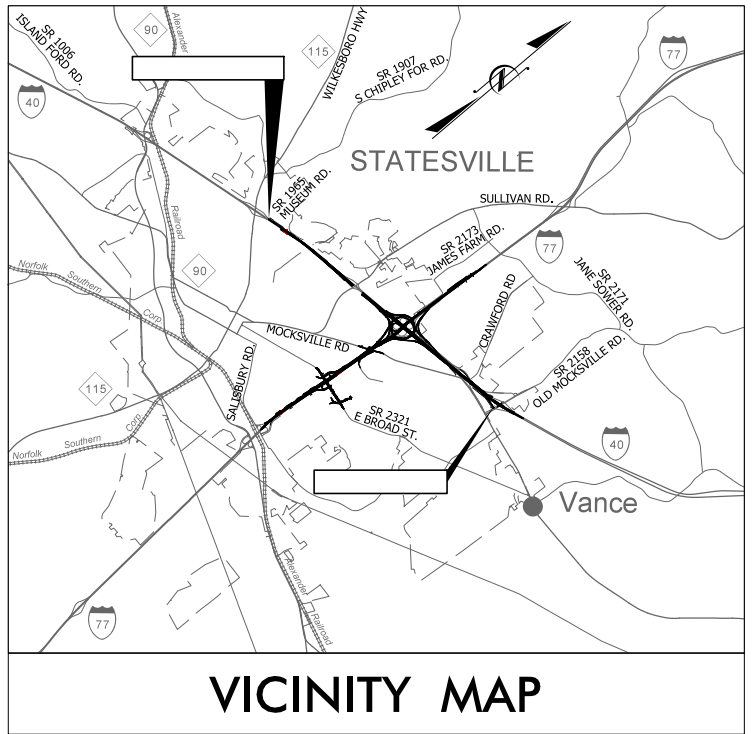 90
Alexander
SR 1006
ISLAND FORD RD.
115
WILKESBORO HWY
SR 1907
S CHIPLEY FOR RD.
77
40
N
STATESVILLE
SR 1965
MUSEUM RD.
SULLIVAN RD.
Railroad
SR 2173
JAMES FARM RD.
77
Norfolk
Southern
Corp
90
SR 2171
JANE SOWER RD.
CRAWFORD RD
MOCKSVILLE RD
SR 2158
OLD MOCKSVILLE RD.
SALISBURY RD.
115
Corp
SR 2321
E BROAD ST.
Southern
Norfolk
40
Vance
Alexander
Railroad
77
VICINITY MAP